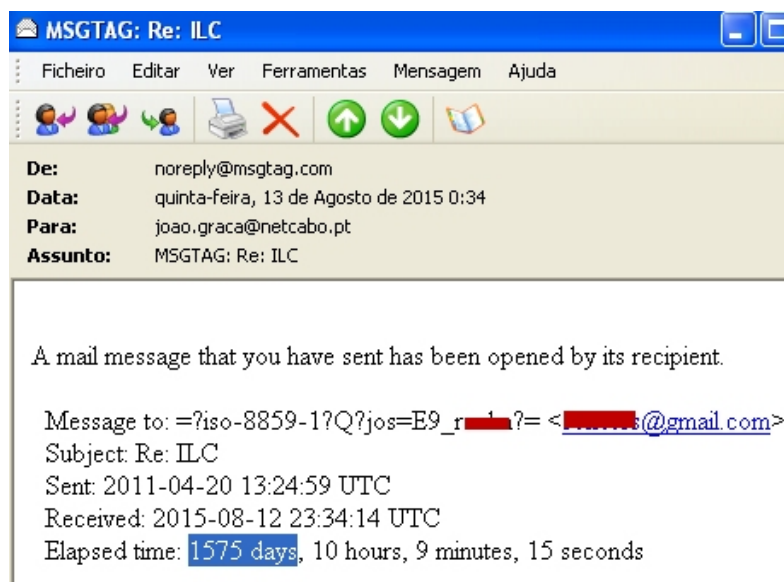 MSGTAG: Re: ILC
Ficheiro Editar Ver Ferramentas Mensagem Ajuda
De: noreply@msgtag.com
Data: quinta-feira, 13 de Agosto de 2015 0:34
Para: joao.graca@netcabo.pt
Assunto: MSGTAG: Re: ILC
A mail message that you have sent has been opened by its recipient.
Message to: =?iso-8859-1?Q?jos=E9_r ?= < @gmail.com>
Subject: Re: ILC
Sent: 2011-04-20 13:24:59 UTC
Received: 2015-08-12 23:34:14 UTC
Elapsed time: 1575 days, 10 hours, 9 minutes, 15 seconds